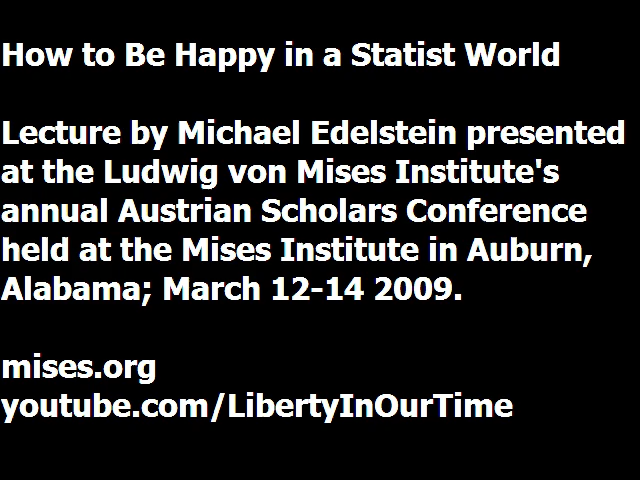 How to Be Happy in a Statist World
Lecture by Michael Edelstein presented
at the Ludwig von Mises Institute's
annual Austrian Scholars Conference
held at the Mises Institute in Auburn,
Alabama; March 12-14 2009.
mises.org
youtube.com/LibertyInOurTime